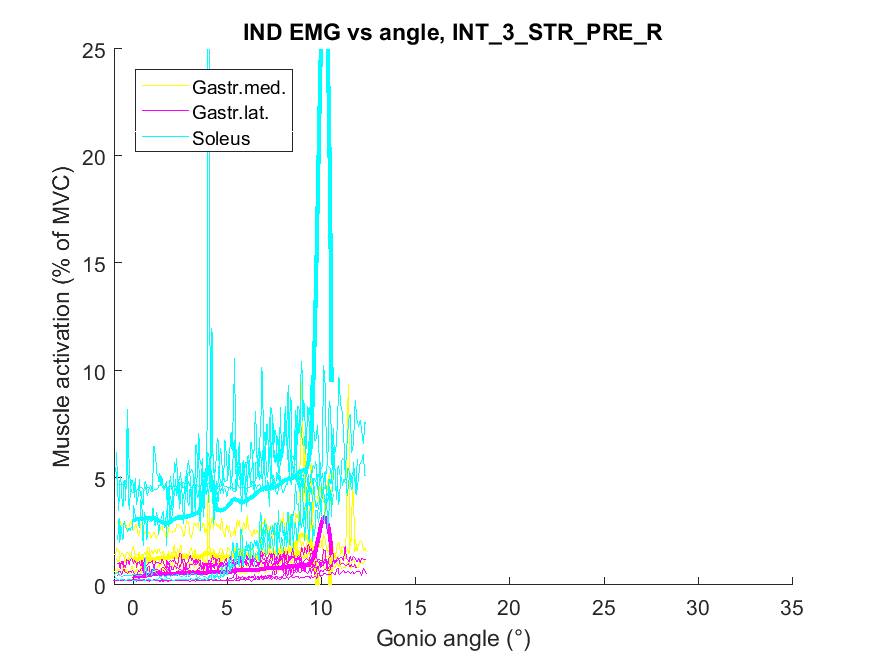 IND EMG vs angle, INT_3_STR_PRE_R
25
Gastr.med.
Gastr.lat.
Soleus
20
15
10
5
0
Muscle activation (% of MVC)
0 5 10 15 20 25 30 35
Gonio angle (°)